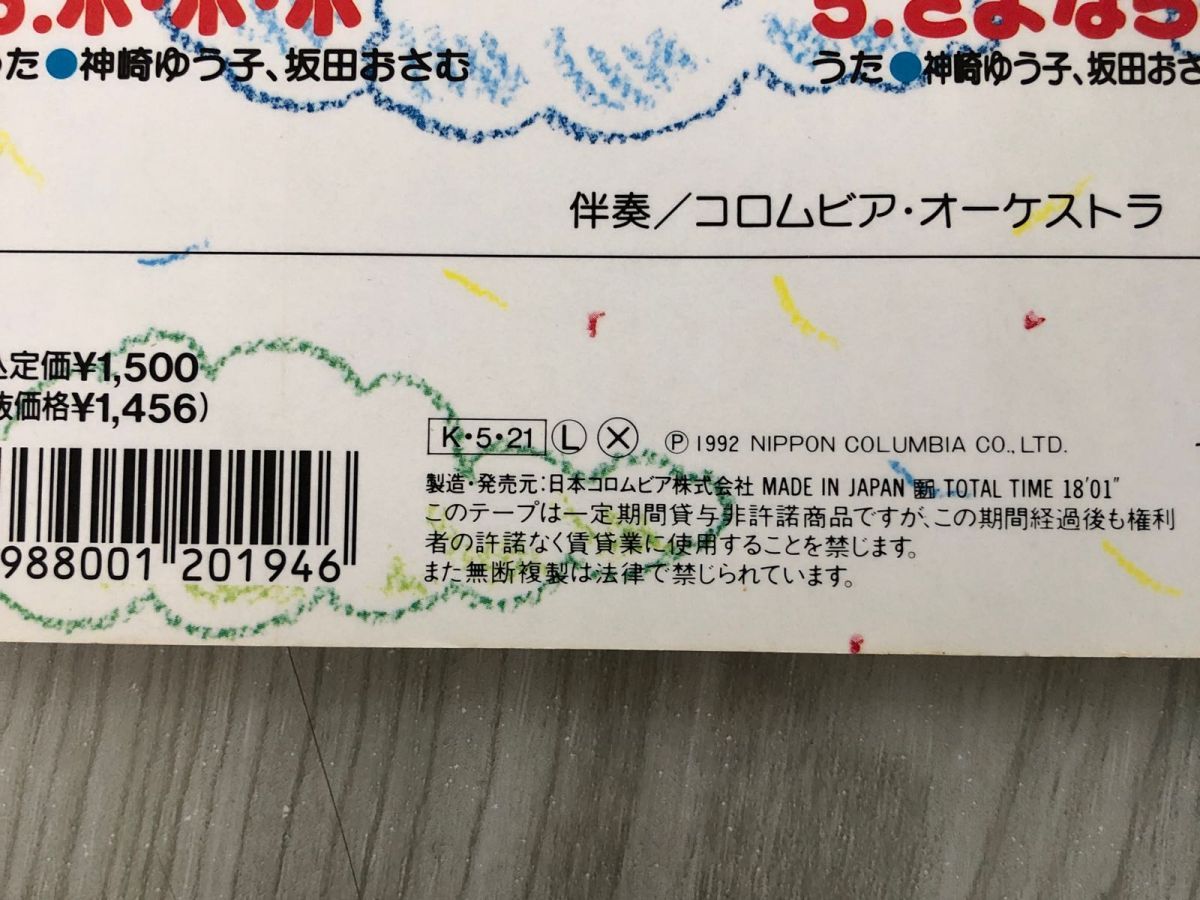 5.さよなら
うた●神崎ゆう子、坂田おさむ
うた●神崎ゆう子、坂田おさ
伴奏／コロムビア・オーケストラ
込定価¥1,500
抜価格¥1,456)
K・5・21 Ⓛ Ⓧ Ⓟ 1992 NIPPON COLUMBIA CO., LTD.
製造・発売元:日本コロムビア株式会社 MADE IN JAPAN 新 TOTAL TIME 18'01"
このテープは一定期間貸与非許諾商品ですが、この期間経過後も権利
者の許諾なく賃貸業に使用することを禁じます。
また無断複製は法律で禁じられています。
988001 201946